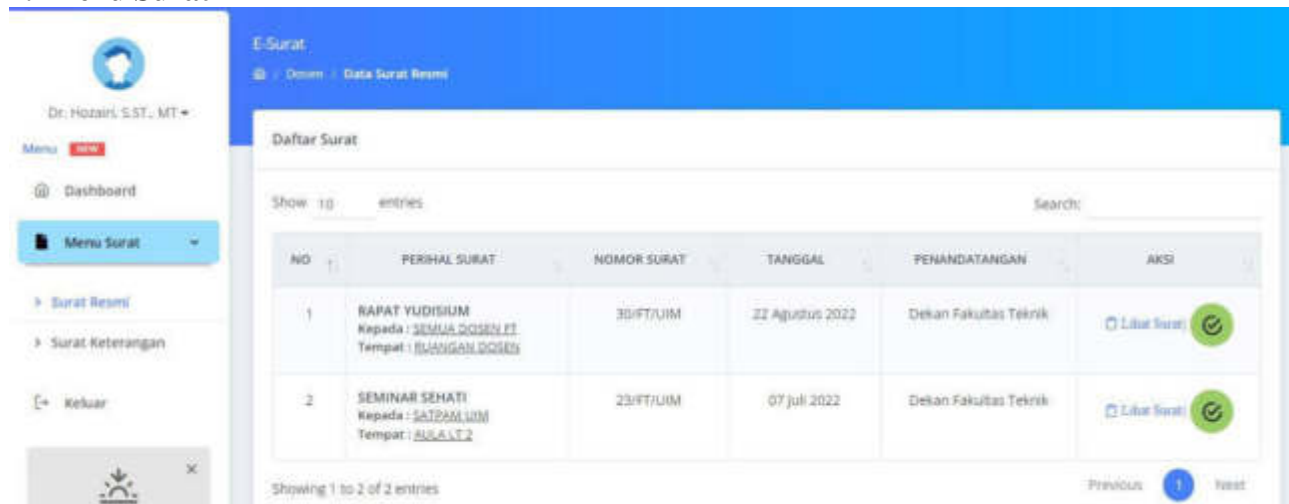 E-Surat
Dosen / Data Surat Resmi
Dr. Hozairi, S.ST., MT
Menu NEW
Dashboard
Menu Surat
Surat Resmi
Surat Keterangan
Keluar
Daftar Surat
Show 10 entries
Search:
NO PERIHAL SURAT NOMOR SURAT TANGGAL PENANDATANGAN AKSI
1 RAPAT YUDISIUM 30/FT/UIM 22 Agustus 2022 Dekan Fakultas Teknik Lihat Surat
Kepada : SEMUA DOSEN FT
Tempat : RUANGAN DOSEN
2 SEMINAR SEHATI 23/FT/UIM 07 Juli 2022 Dekan Fakultas Teknik Lihat Surat
Kepada : SATPAM UIM
Tempat : AULA LT 2
Showing 1 to 2 of 2 entries
Previous 1 Next